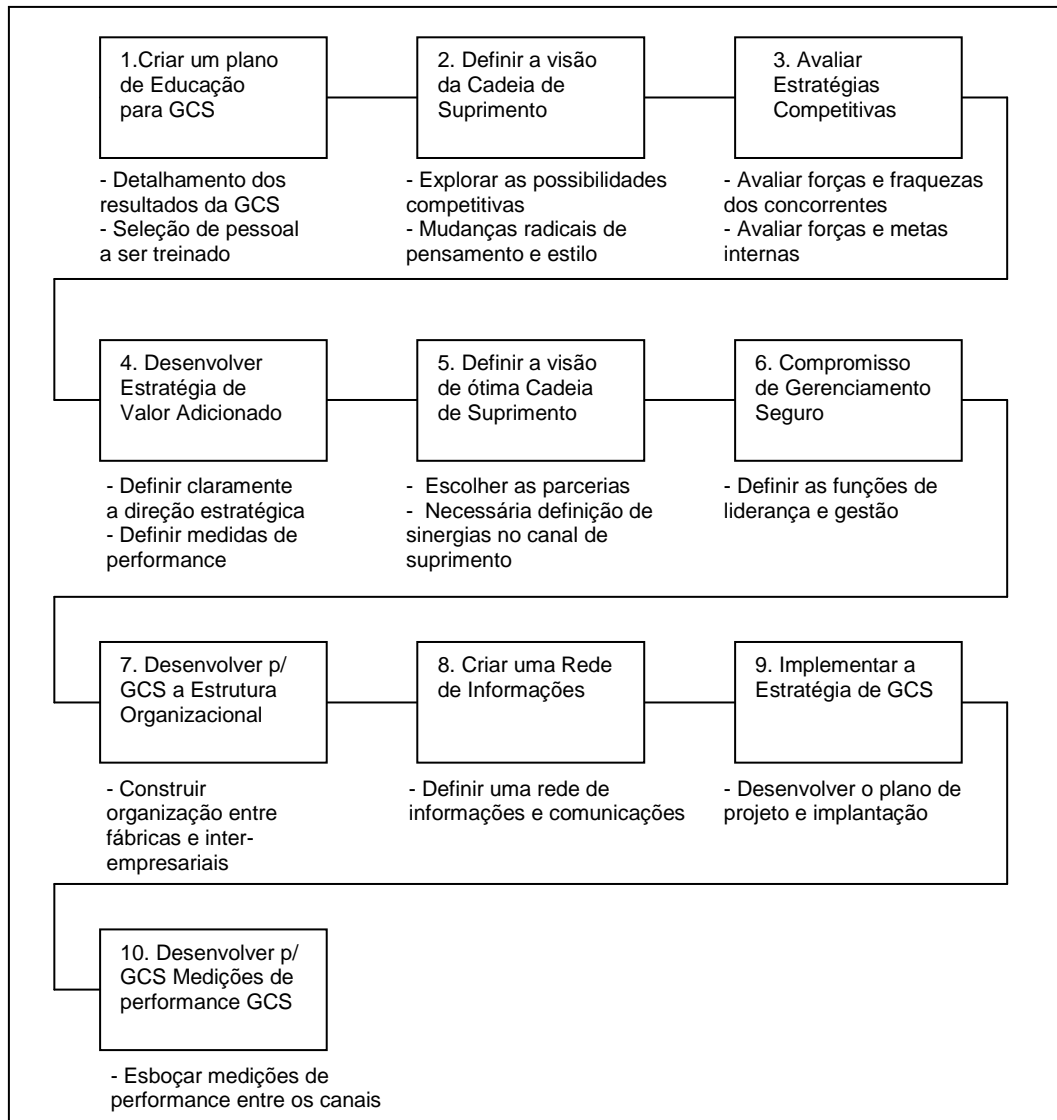 1.Criar um plano
de Educação
para GCS
- Detalhamento dos
resultados da GCS
- Seleção de pessoal
a ser treinado
2. Definir a visão
da Cadeia de
Suprimento
- Explorar as possibilidades
competitivas
- Mudanças radicais de
pensamento e estilo
3. Avaliar
Estratégias
Competitivas
- Avaliar forças e fraquezas
dos concorrentes
- Avaliar forças e metas
internas
4. Desenvolver
Estratégia de
Valor Adicionado
- Definir claramente
a direção estratégica
- Definir medidas de
performance
5. Definir a visão
de ótima Cadeia
de Suprimento
- Escolher as parcerias
- Necessária definição de
sinergias no canal de
suprimento
6. Compromisso
de Gerenciamento
Seguro
- Definir as funções de
liderança e gestão
7. Desenvolver p/
GCS a Estrutura
Organizacional
- Construir
organização entre
fábricas e inter-
empresariais
8. Criar uma Rede
de Informações
- Definir uma rede de
informações e comunicações
9. Implementar a
Estratégia de GCS
- Desenvolver o plano de
projeto e implantação
10. Desenvolver p/
GCS Medições de
performance GCS
- Esboçar medições de
performance entre os canais